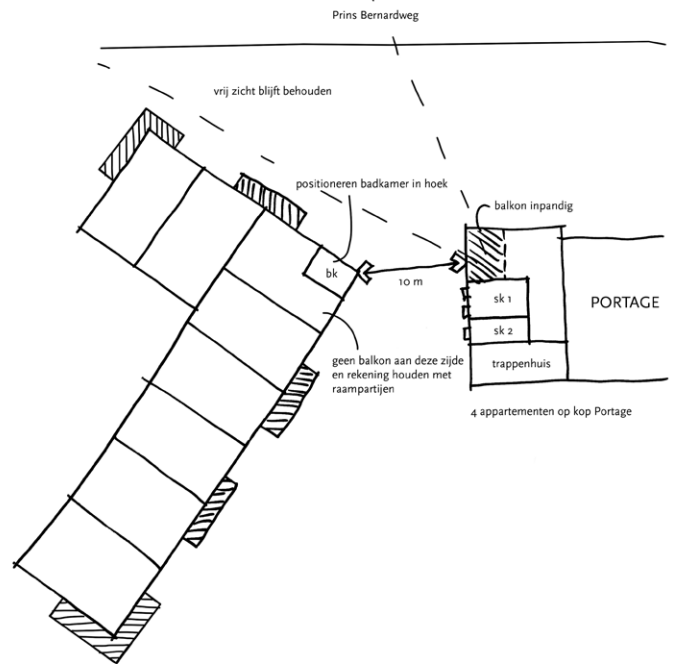 Prins Bernardweg
vrij zicht blijft behouden
positioneren badkamer in hoek
balkon inpandig
bk
10 m
sk 1
PORTAGE
sk 2
geen balkon aan deze zijde
en rekening houden met
raampartijen
trappenhuis
4 appartementen op kop Portage